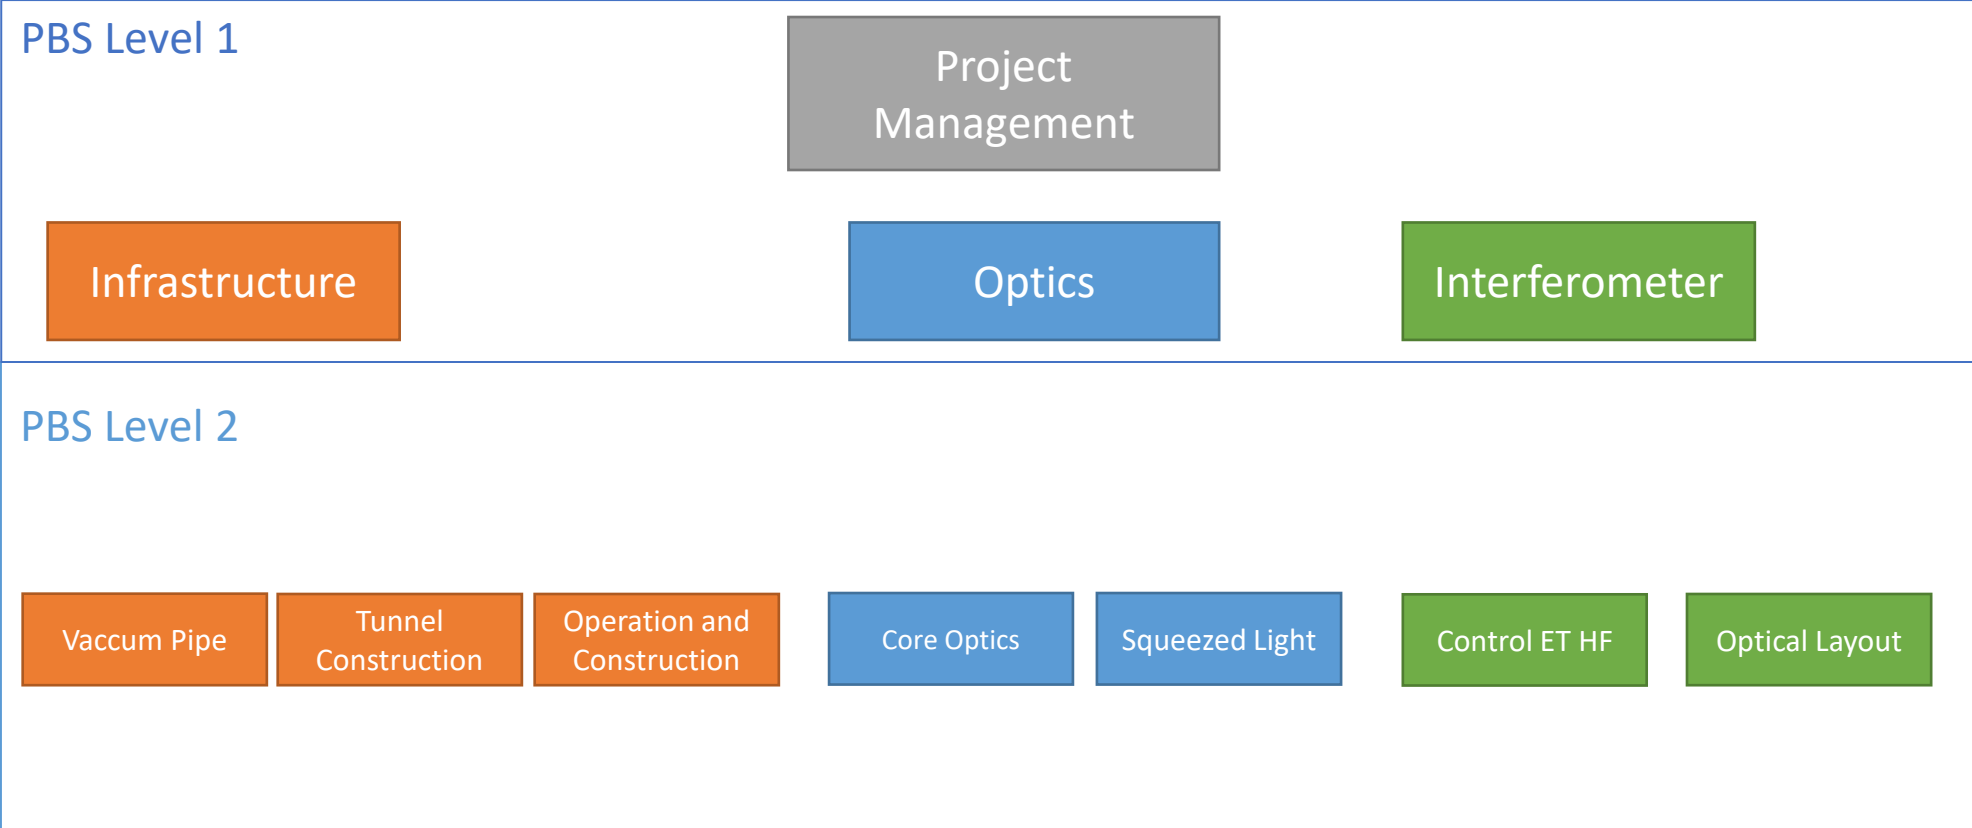 PBS Level 1
Project
Management
Infrastructure
Optics
Interferometer
PBS Level 2
Vaccum Pipe
Tunnel
Construction
Operation and
Construction
Core Optics
Squeezed Light
Control ET HF
Optical Layout